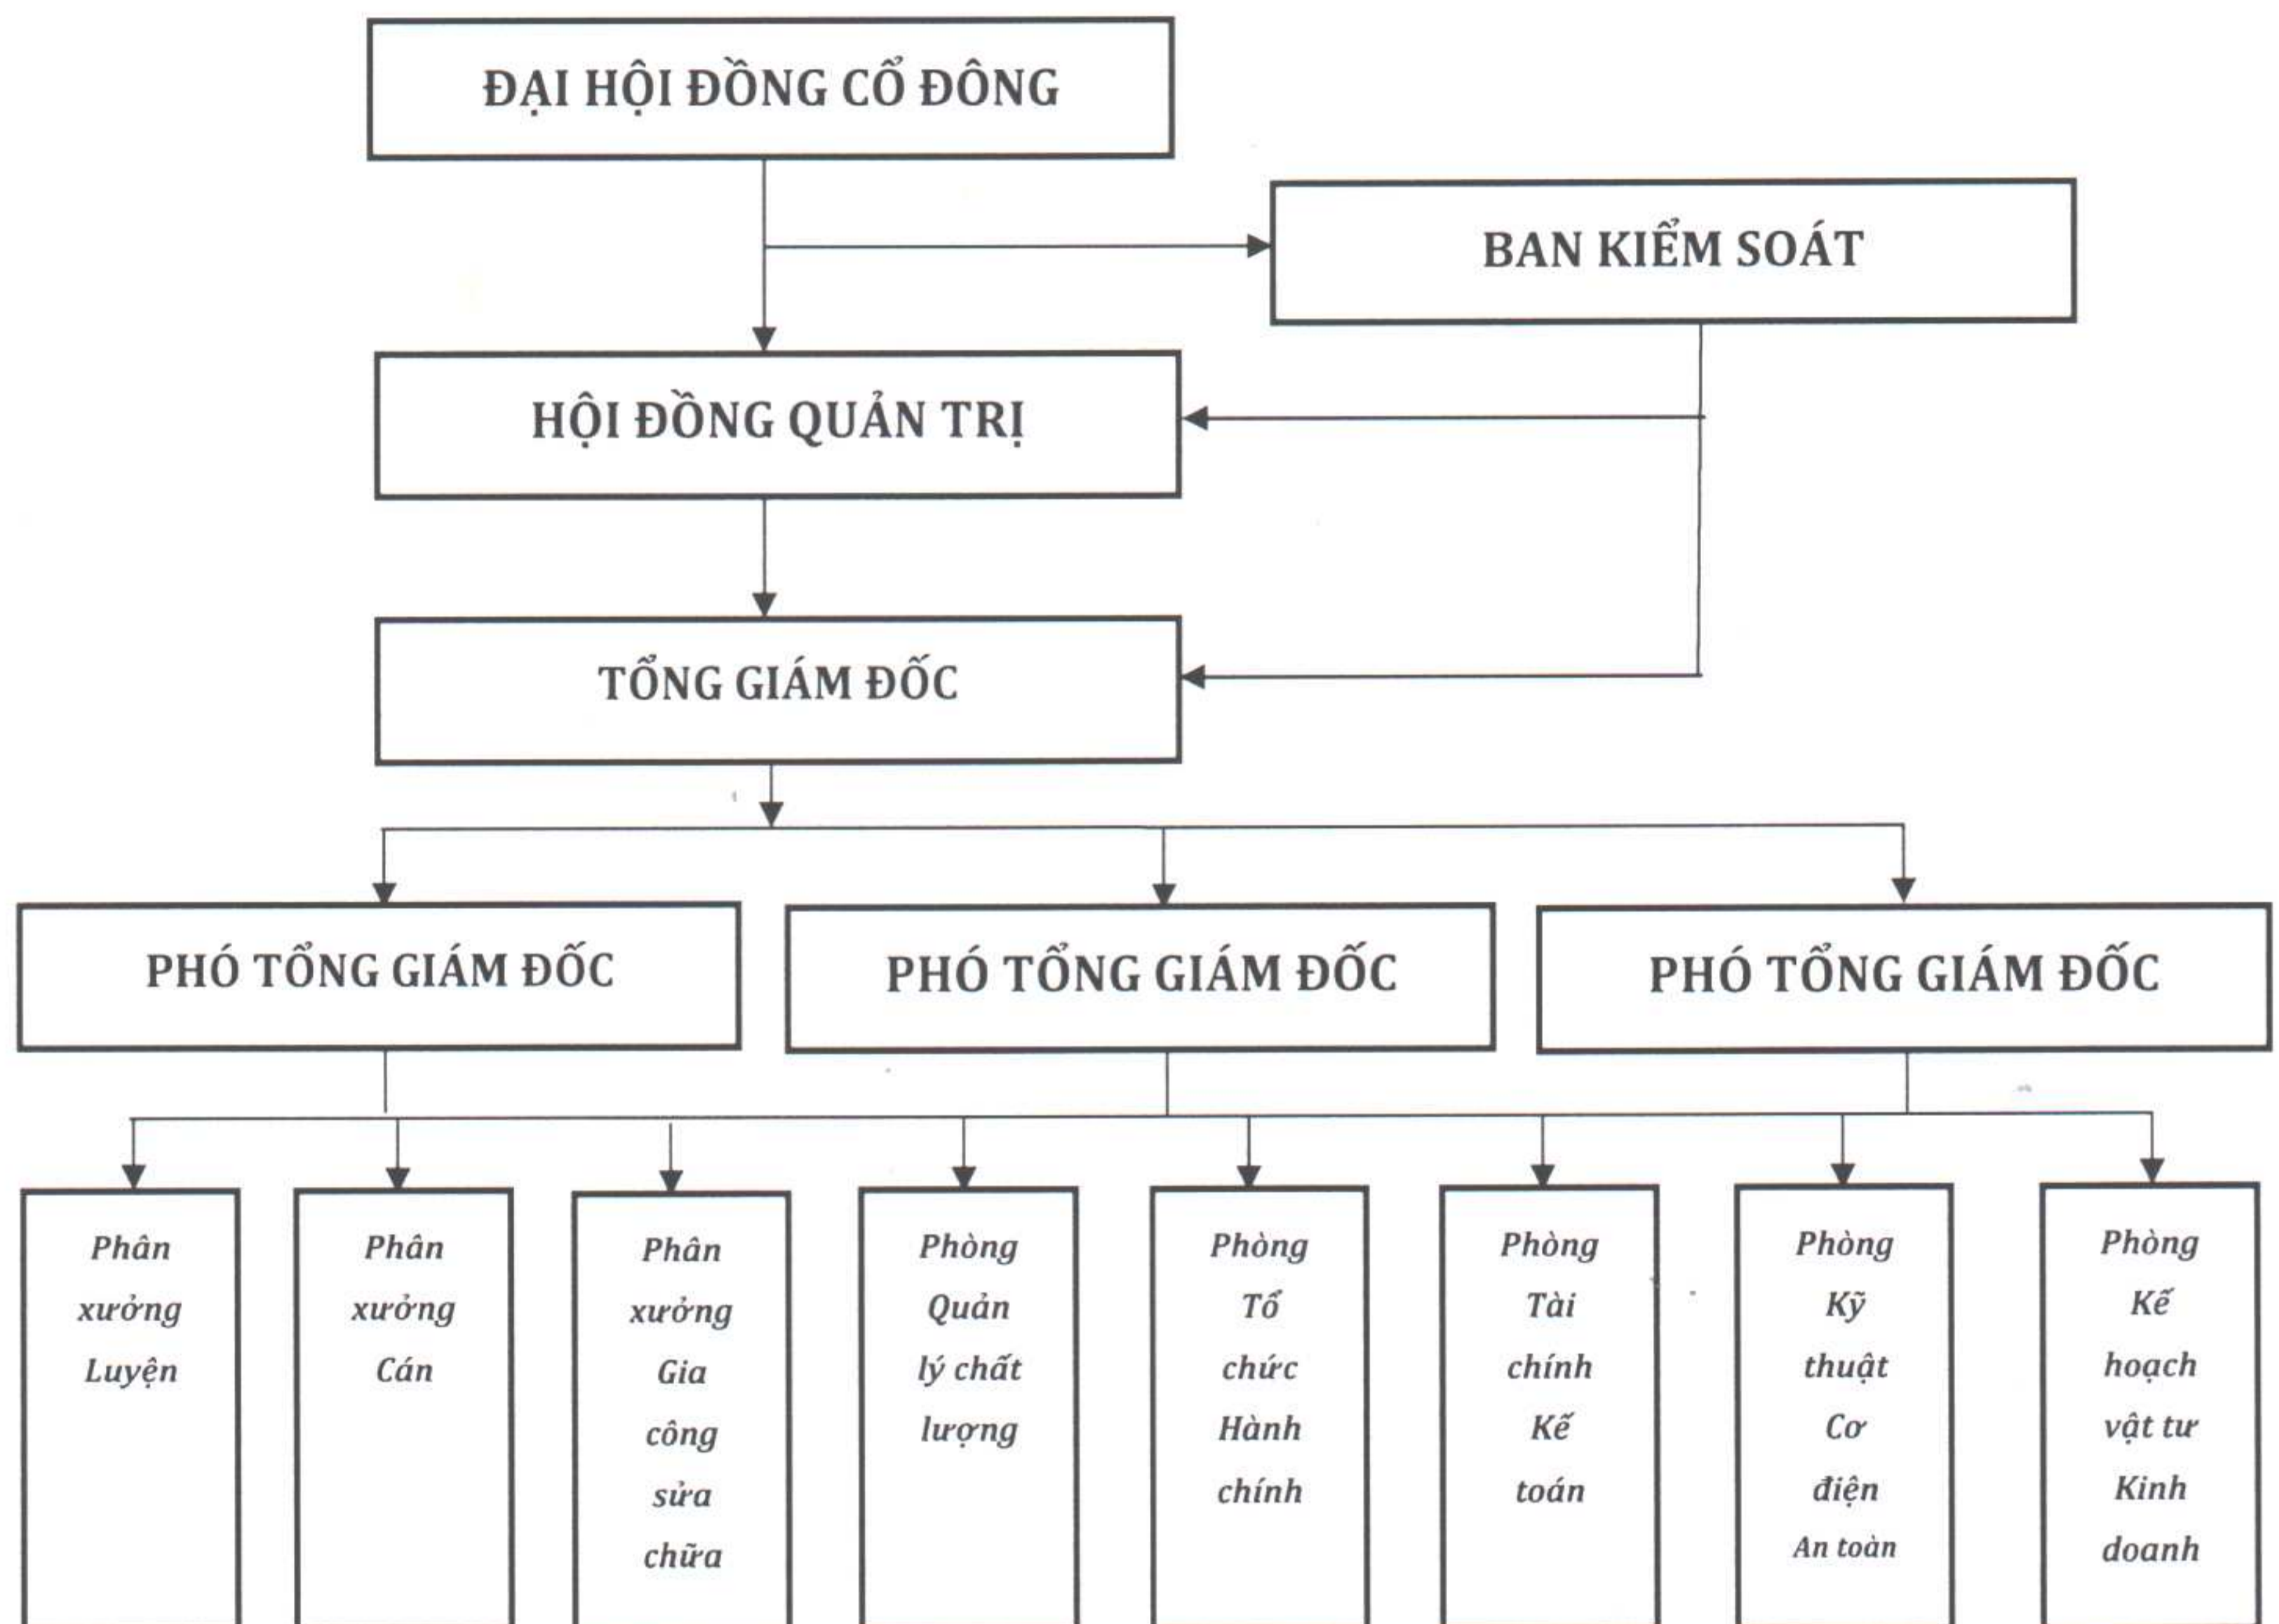 ĐẠI HỘI ĐỒNG CỔ ĐÔNG
BAN KIỂM SOÁT
HỘI ĐỒNG QUẢN TRỊ
TỔNG GIÁM ĐỐC
PHÓ TỔNG GIÁM ĐỐC
PHÓ TỔNG GIÁM ĐỐC
PHÓ TỔNG GIÁM ĐỐC
Phân
xưởng
Luyện
Phân
xưởng
Cán
Phân
xưởng
Gia
công
sửa
chữa
Phòng
Quản
lý chất
lượng
Phòng
Tổ
chức
Hành
chính
Phòng
Tài
chính
Kế
toán
Phòng
Kỹ
thuật
Cơ
điện
An toàn
Phòng
Kế
hoạch
vật tư
Kinh
doanh